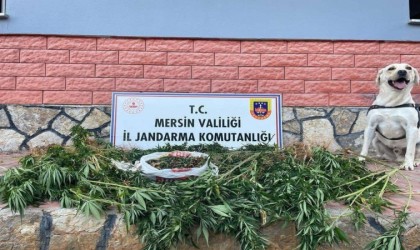 T.C.
MERSİN VALİLİĞİ
İL JANDARMA KOMUTANLIĞI